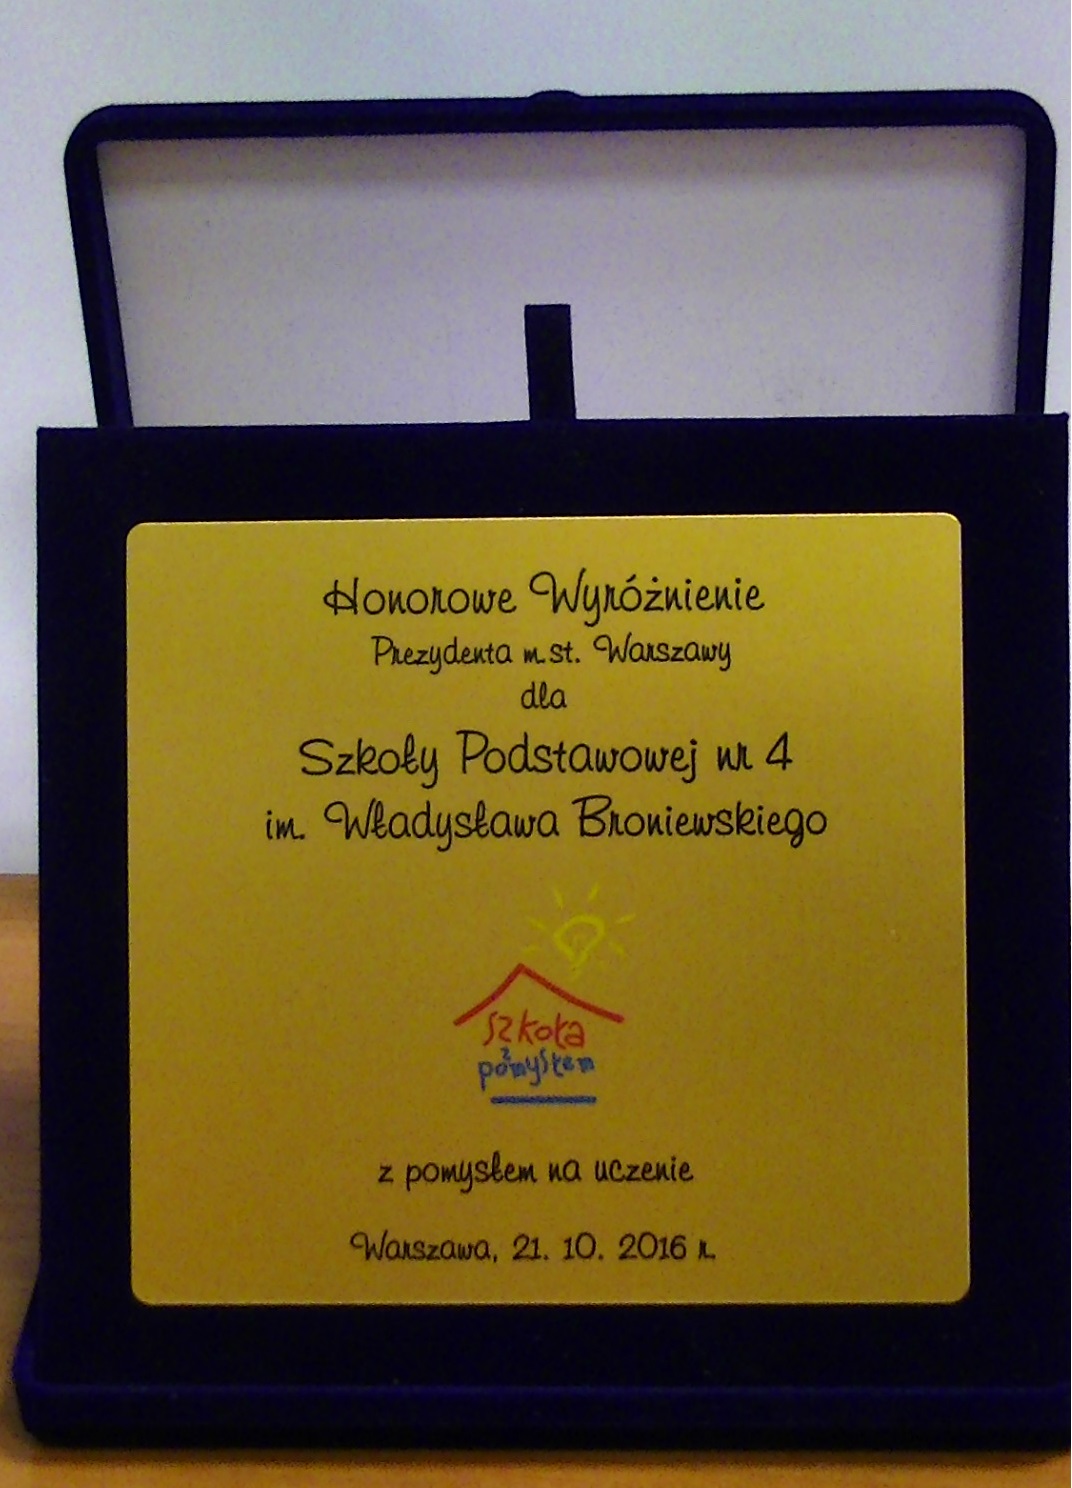 Honorowe Wyróżnienie
Prezydenta m.st. Warszawy
dla
Szkoły Podstawowej nr 4
im. Władysława Broniewskiego
szkoła
z
pomysłem
z pomysłem na uczenie
Warszawa, 21. 10. 2016 r.